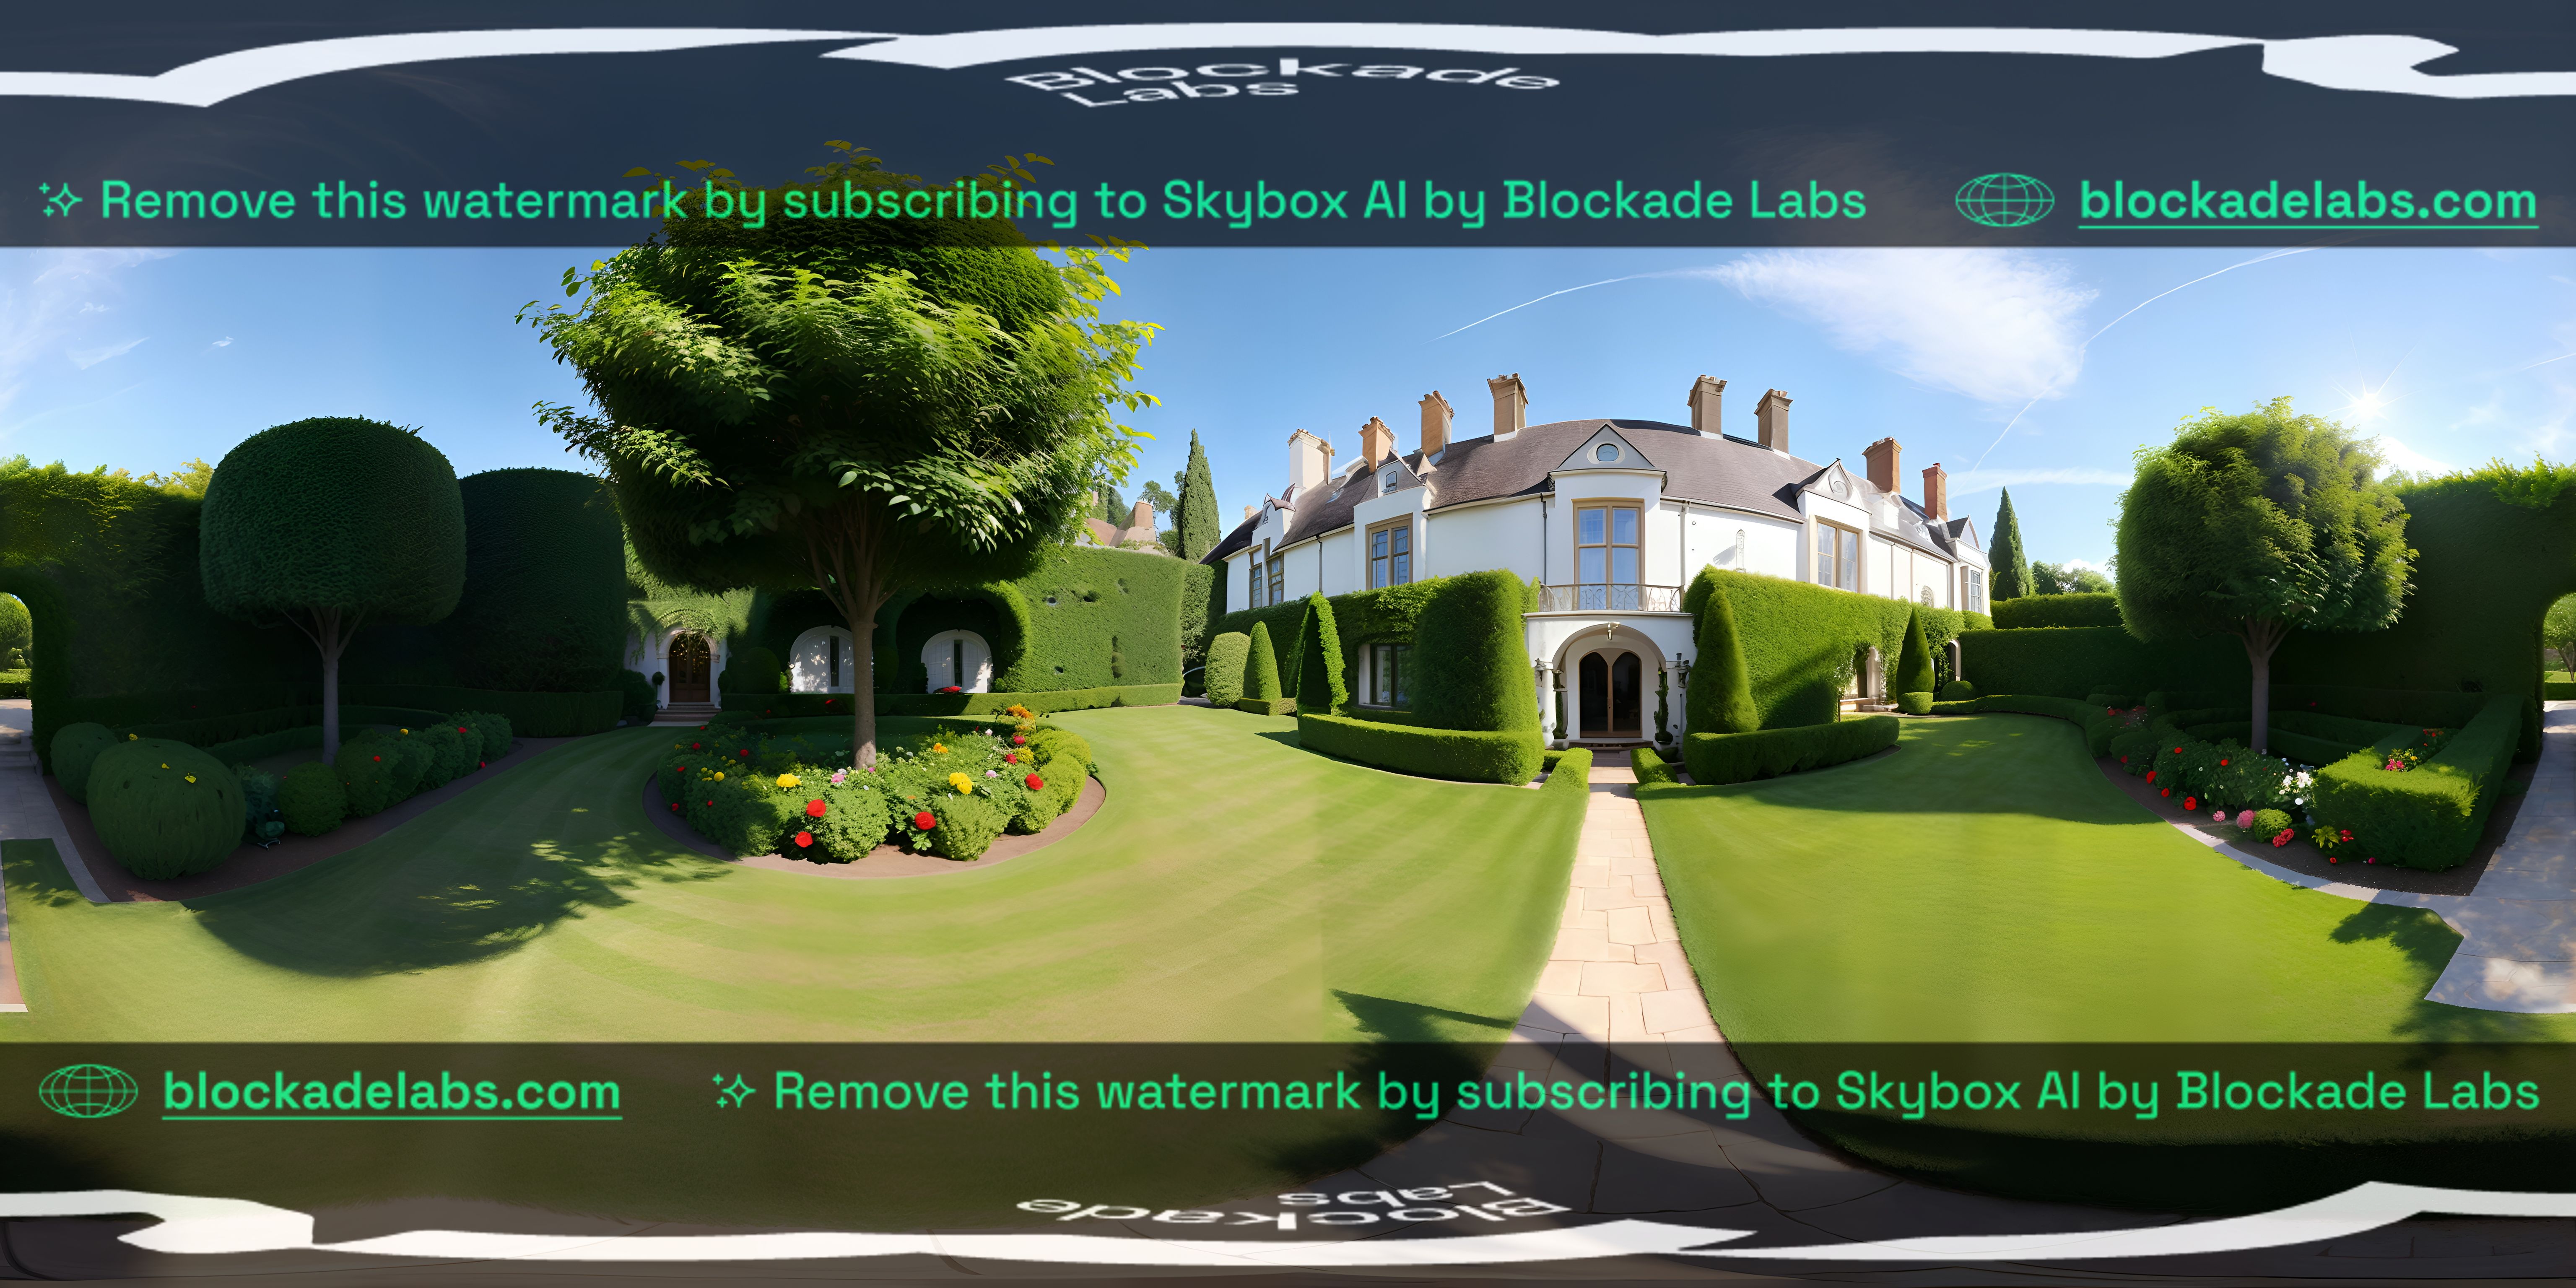 Blockade
Labs
Remove this watermark by subscribing to Skybox AI by Blockade Labs
blockadelabs.com
blockadelabs.com
Remove this watermark by subscribing to Skybox AI by Blockade Labs
Blockade
Labs